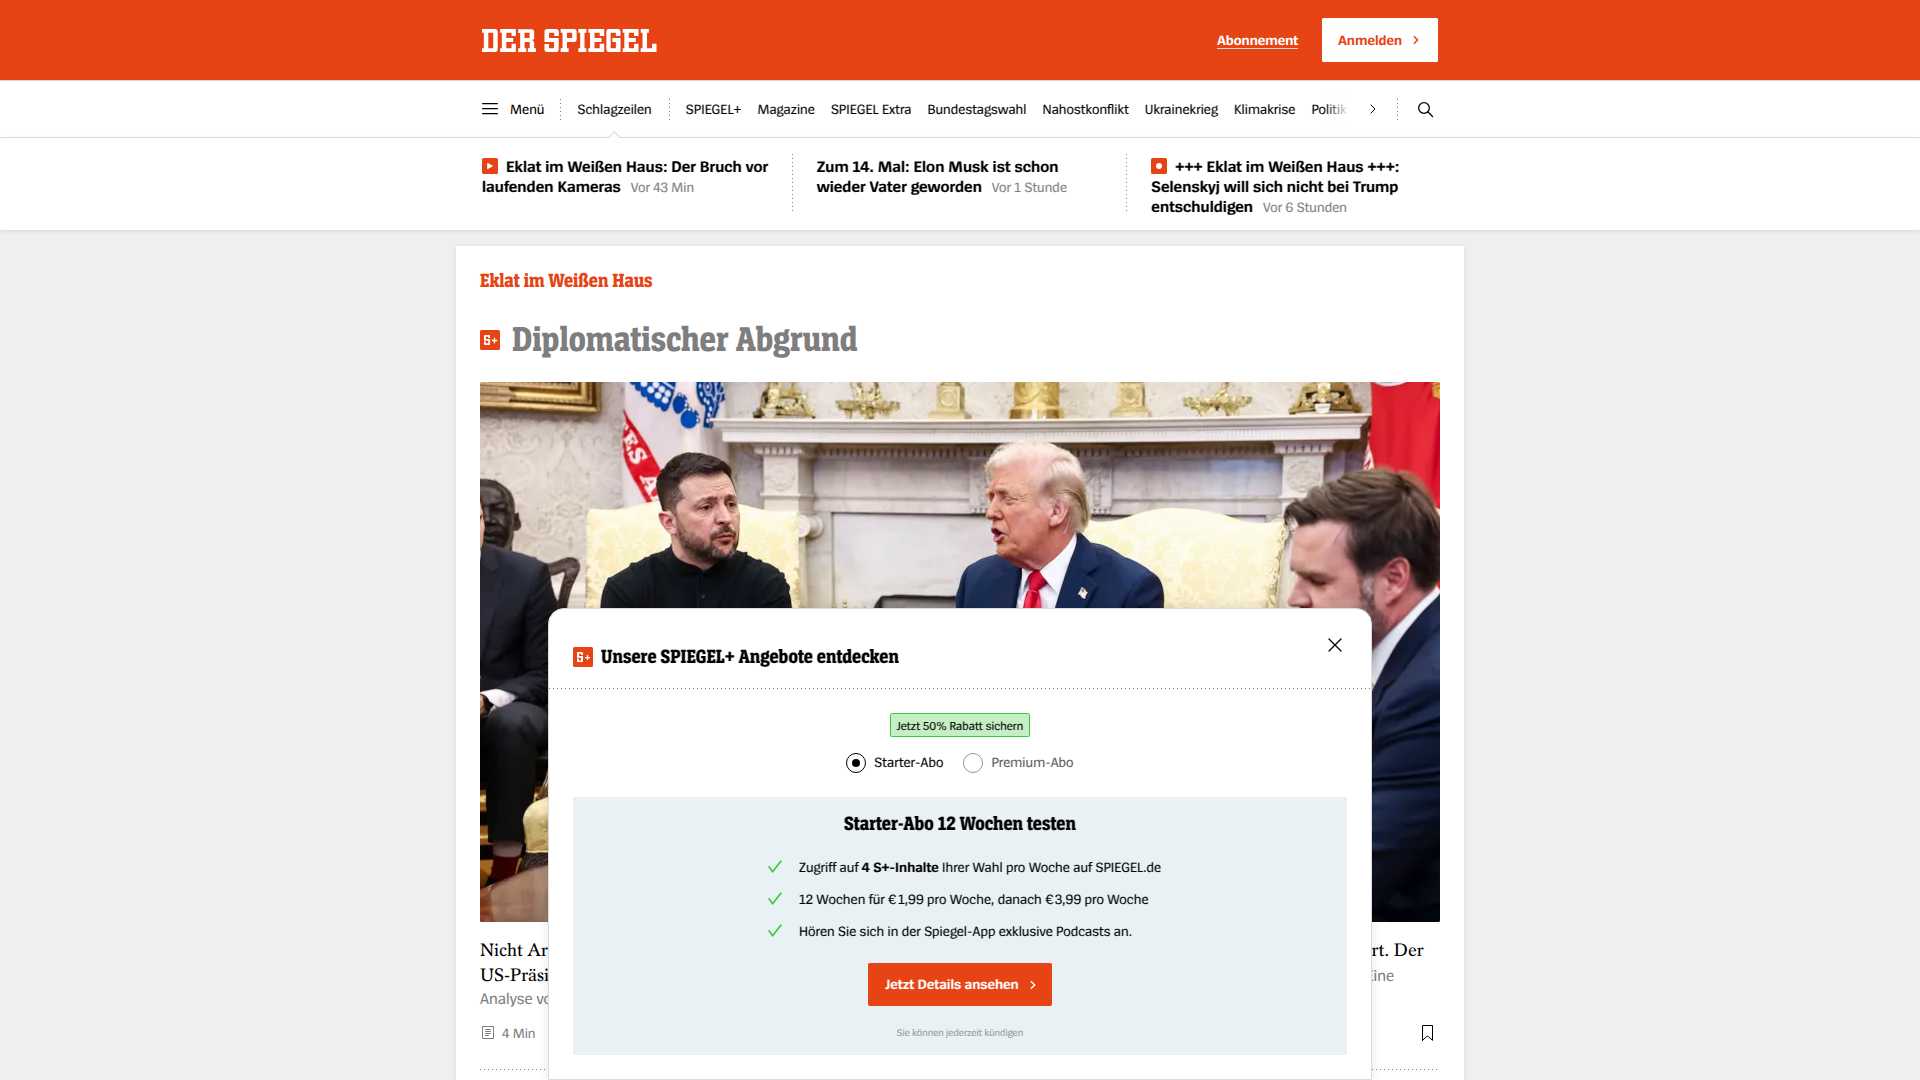 DER SPIEGEL
Abonnement
Anmelden
Menü
Schlagzeilen
SPIEGEL+
Magazine
SPIEGEL Extra
Bundestagswahl
Nahostkonflikt
Ukrainekrieg
Klimakrise
Politik
Eklat im Weißen Haus: Der Bruch vor
laufenden Kameras Vor 43 Min
Zum 14. Mal: Elon Musk ist schon
wieder Vater geworden Vor 1 Stunde
+++ Eklat im Weißen Haus +++:
Selenskyj will sich nicht bei Trump
entschuldigen Vor 6 Stunden
Eklat im Weißen Haus
S+ Diplomatischer Abgrund
S+ Unsere SPIEGEL+ Angebote entdecken
Jetzt 50% Rabatt sichern
Starter-Abo
Premium-Abo
Starter-Abo 12 Wochen testen
Zugriff auf 4 S+-Inhalte Ihrer Wahl pro Woche auf SPIEGEL.de
12 Wochen für €1,99 pro Woche, danach €3,99 pro Woche
Hören Sie sich in der Spiegel-App exklusive Podcasts an.
Jetzt Details ansehen
Sie können jederzeit kündigen
Nicht Ar
rt. Der
US-Präsi
Eine
Analyse vo
4 Min